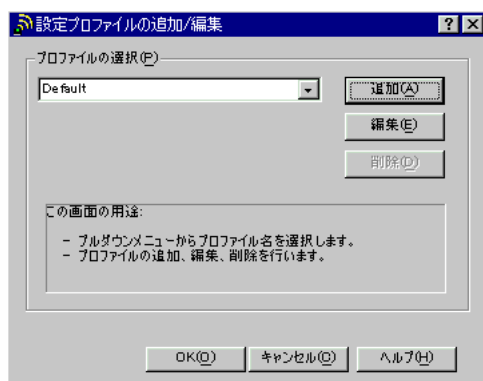 設定プロファイルの追加/編集
プロファイルの選択(P)
Default
追加(A)
編集(E)
削除(D)
この画面の用途:
- プルダウンメニューからプロファイル名を選択します。
- プロファイルの追加、編集、削除を行います。
OK(O)
キャンセル(C)
ヘルプ(H)